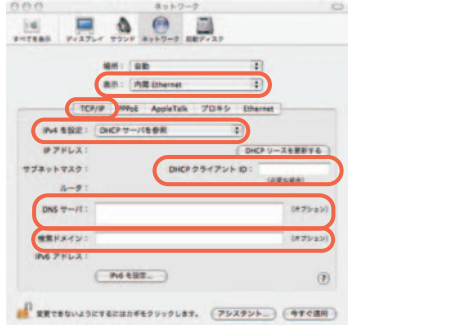 ネットワーク
すべてを表示 ディスプレイ サウンド ネットワーク 起動ディスク
場所： 自動
表示： 内蔵 Ethernet
TCP/IP PPPoE AppleTalk プロキシ Ethernet
IPv4 を設定： DHCP サーバを参照
IP アドレス： DHCP リースを更新する
サブネットマスク： DHCP クライアント ID：
(必要な場合)
ルータ：
DNS サーバ： (オプション)
検索ドメイン： (オプション)
IPv6 アドレス：
IPv6 を設定... ?
変更できないようにするにはカギをクリックします。 アシスタント... 今すぐ適用